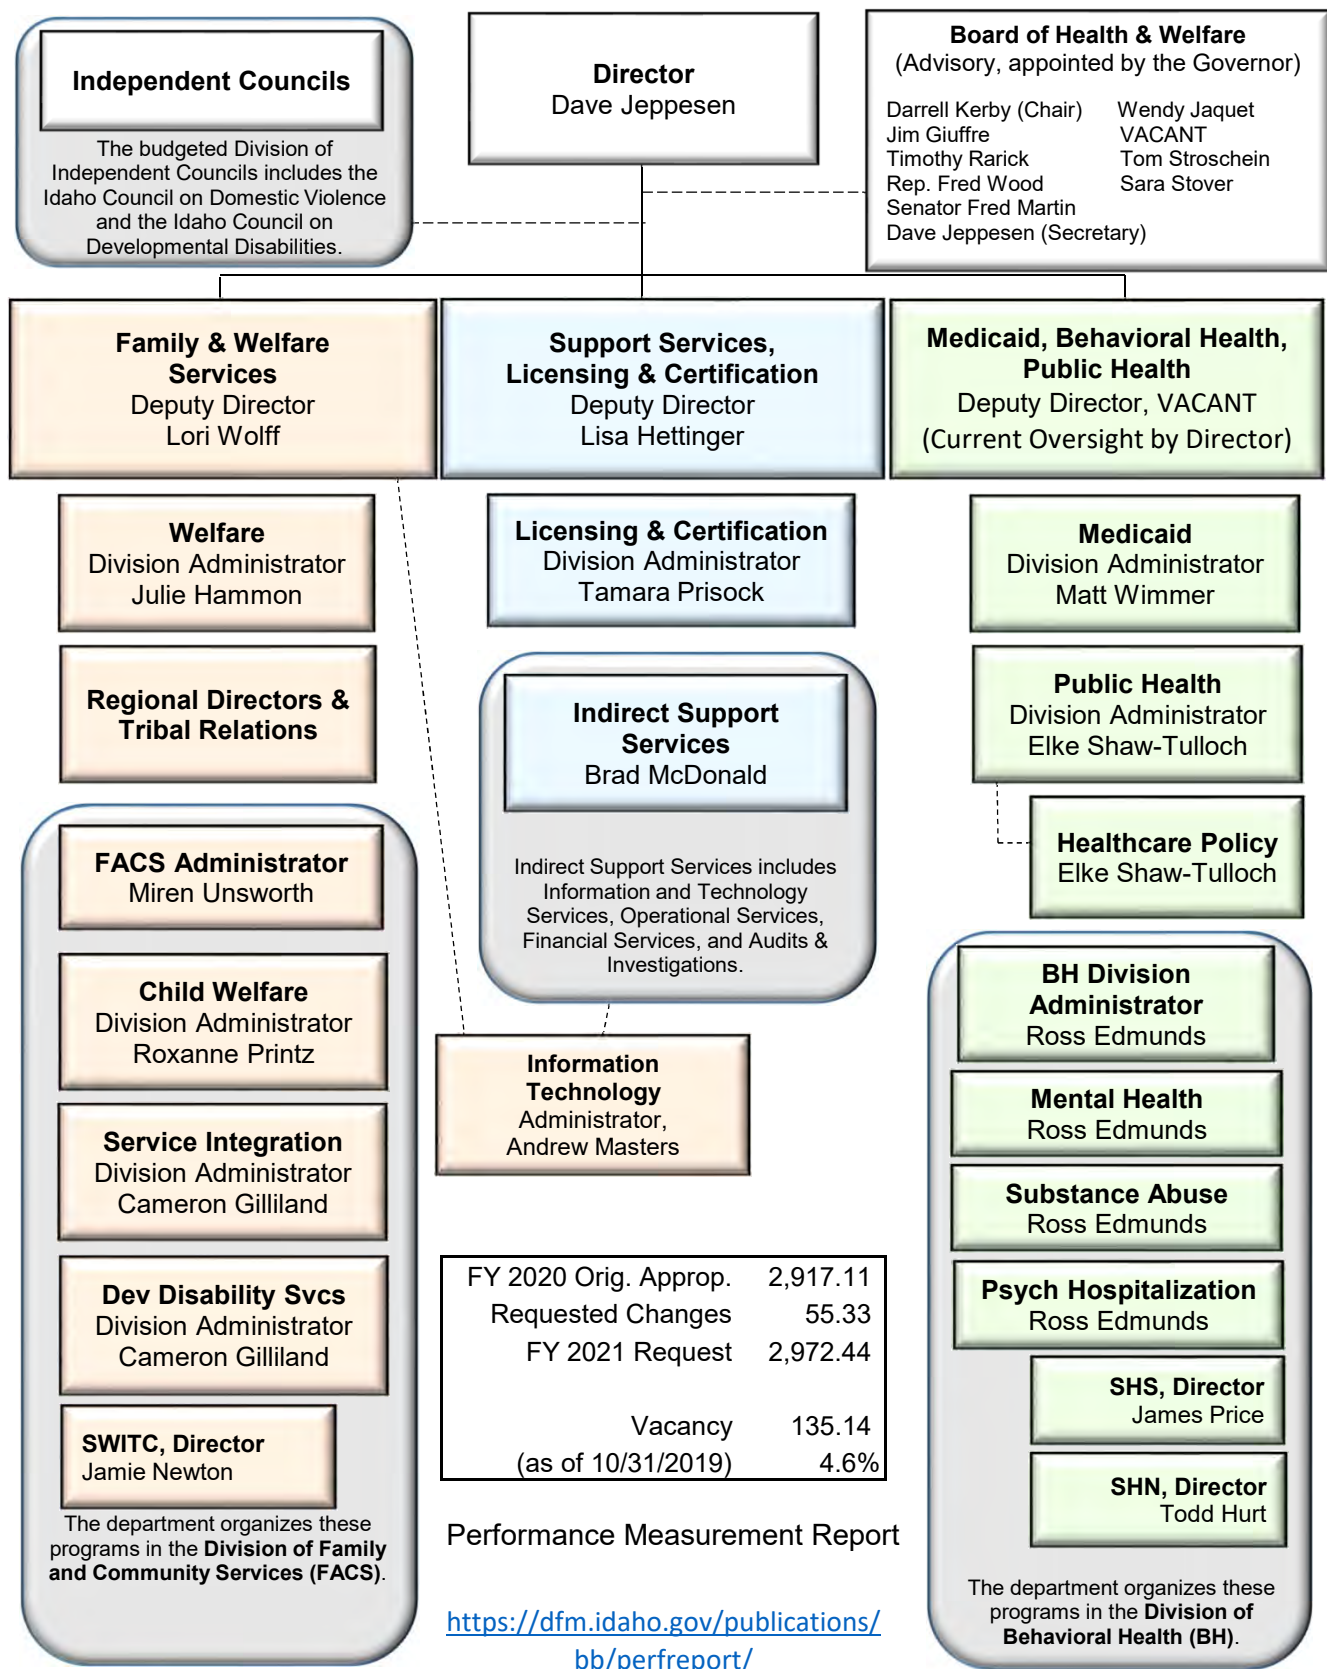 Independent Councils
The budgeted Division of
Independent Councils includes the
Idaho Council on Domestic Violence
and the Idaho Council on
Developmental Disabilities.
Director
Dave Jeppesen
Board of Health & Welfare
(Advisory, appointed by the Governor)
Darrell Kerby (Chair) Wendy Jaquet
Jim Giuffre VACANT
Timothy Rarick Tom Stroschein
Rep. Fred Wood Sara Stover
Senator Fred Martin
Dave Jeppesen (Secretary)
Family & Welfare
Services
Deputy Director
Lori Wolff
Support Services,
Licensing & Certification
Deputy Director
Lisa Hettinger
Medicaid, Behavioral Health,
Public Health
Deputy Director, VACANT
(Current Oversight by Director)
Welfare
Division Administrator
Julie Hammon
Regional Directors &
Tribal Relations
FACS Administrator
Miren Unsworth
Child Welfare
Division Administrator
Roxanne Printz
Service Integration
Division Administrator
Cameron Gilliland
Dev Disability Svcs
Division Administrator
Cameron Gilliland
SWITC, Director
Jamie Newton
The department organizes these
programs in the Division of Family
and Community Services (FACS).
Licensing & Certification
Division Administrator
Tamara Prisock
Indirect Support
Services
Brad McDonald
Indirect Support Services includes
Information and Technology
Services, Operational Services,
Financial Services, and Audits &
Investigations.
Information
Technology
Administrator,
Andrew Masters
FY 2020 Orig. Approp. 2,917.11
Requested Changes 55.33
FY 2021 Request 2,972.44
Vacancy 135.14
(as of 10/31/2019) 4.6%
Performance Measurement Report
https://dfm.idaho.gov/publications/
bb/perfreport/
Medicaid
Division Administrator
Matt Wimmer
Public Health
Division Administrator
Elke Shaw-Tulloch
Healthcare Policy
Elke Shaw-Tulloch
BH Division
Administrator
Ross Edmunds
Mental Health
Ross Edmunds
Substance Abuse
Ross Edmunds
Psych Hospitalization
Ross Edmunds
SHS, Director
James Price
SHN, Director
Todd Hurt
The department organizes these
programs in the Division of
Behavioral Health (BH).